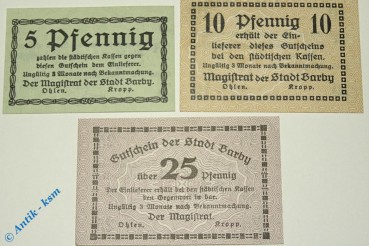 5 Pfennig
zahlen die städtischen Kassen gegen
diesen Gutschein dem Einlieferer.
Ungültig 3 Monate nach Bekanntmachung.
Der Magistrat der Stadt Barby.
Ohlen. Kropp.
10 Pfennig 10
erhält der Ein-
lieferer dieses Gutscheins
bei den städtischen Kassen.
Ungültig 3 Monate nach Bekanntmachung.
Magistrat der Stadt Barby.
Ohlen. Kropp.
Gutschein der Stadt Barby
über 25 Pfennig
Der Einlieferer erhält bei den städtischen Kassen
den Gegenwert in bar.
Ungültig 3 Monate nach Bekanntmachung.
Der Magistrat.
Ohlen. Kropp.
© Antik - ksm